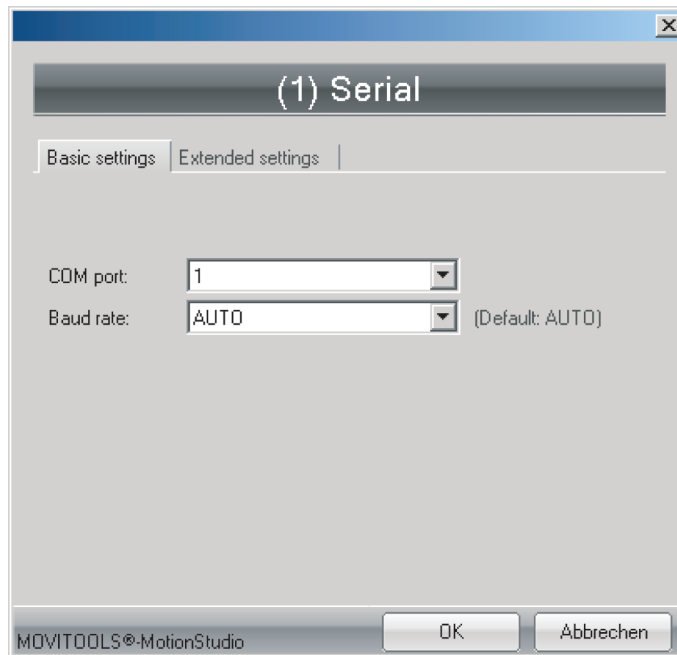 (1) Serial
Basic settings Extended settings
COM port: 1
Baud rate: AUTO (Default: AUTO)
MOVITOOLS®-MotionStudio OK Abbrechen